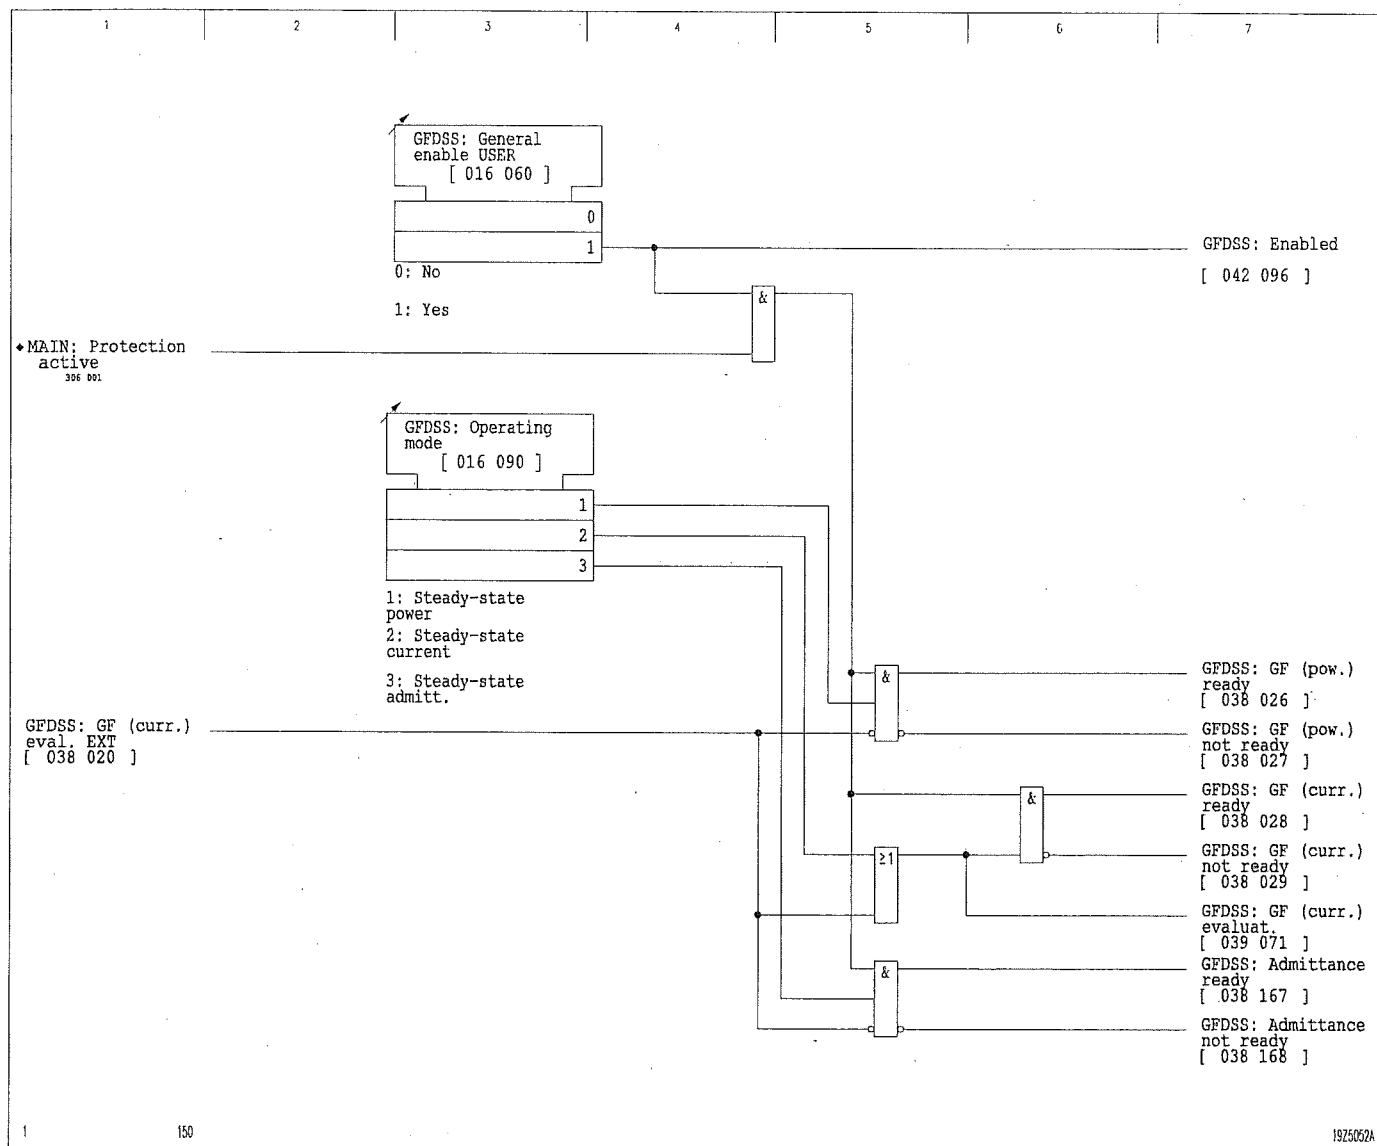 1 2 3 4 5 6 7
GFDSS: General
enable USER
[ 016 060 ]
0
1
0: No
1: Yes
GFDSS: Enabled
[ 042 096 ]
&
MAIN: Protection
active
306 001
GFDSS: Operating
mode
[ 016 090 ]
1
2
3
1: Steady-state
power
2: Steady-state
current
3: Steady-state
admitt.
GFDSS: GF (curr.)
eval. EXT
[ 038 020 ]
&
GFDSS: GF (pow.)
ready
[ 038 026 ]
GFDSS: GF (pow.)
not ready
[ 038 027 ]
&
GFDSS: GF (curr.)
ready
[ 038 028 ]
≥1
GFDSS: GF (curr.)
not ready
[ 038 029 ]
GFDSS: GF (curr.)
evaluat.
[ 039 071 ]
&
GFDSS: Admittance
ready
[ 038 167 ]
GFDSS: Admittance
not ready
[ 038 168 ]
1 150 19Z5052A